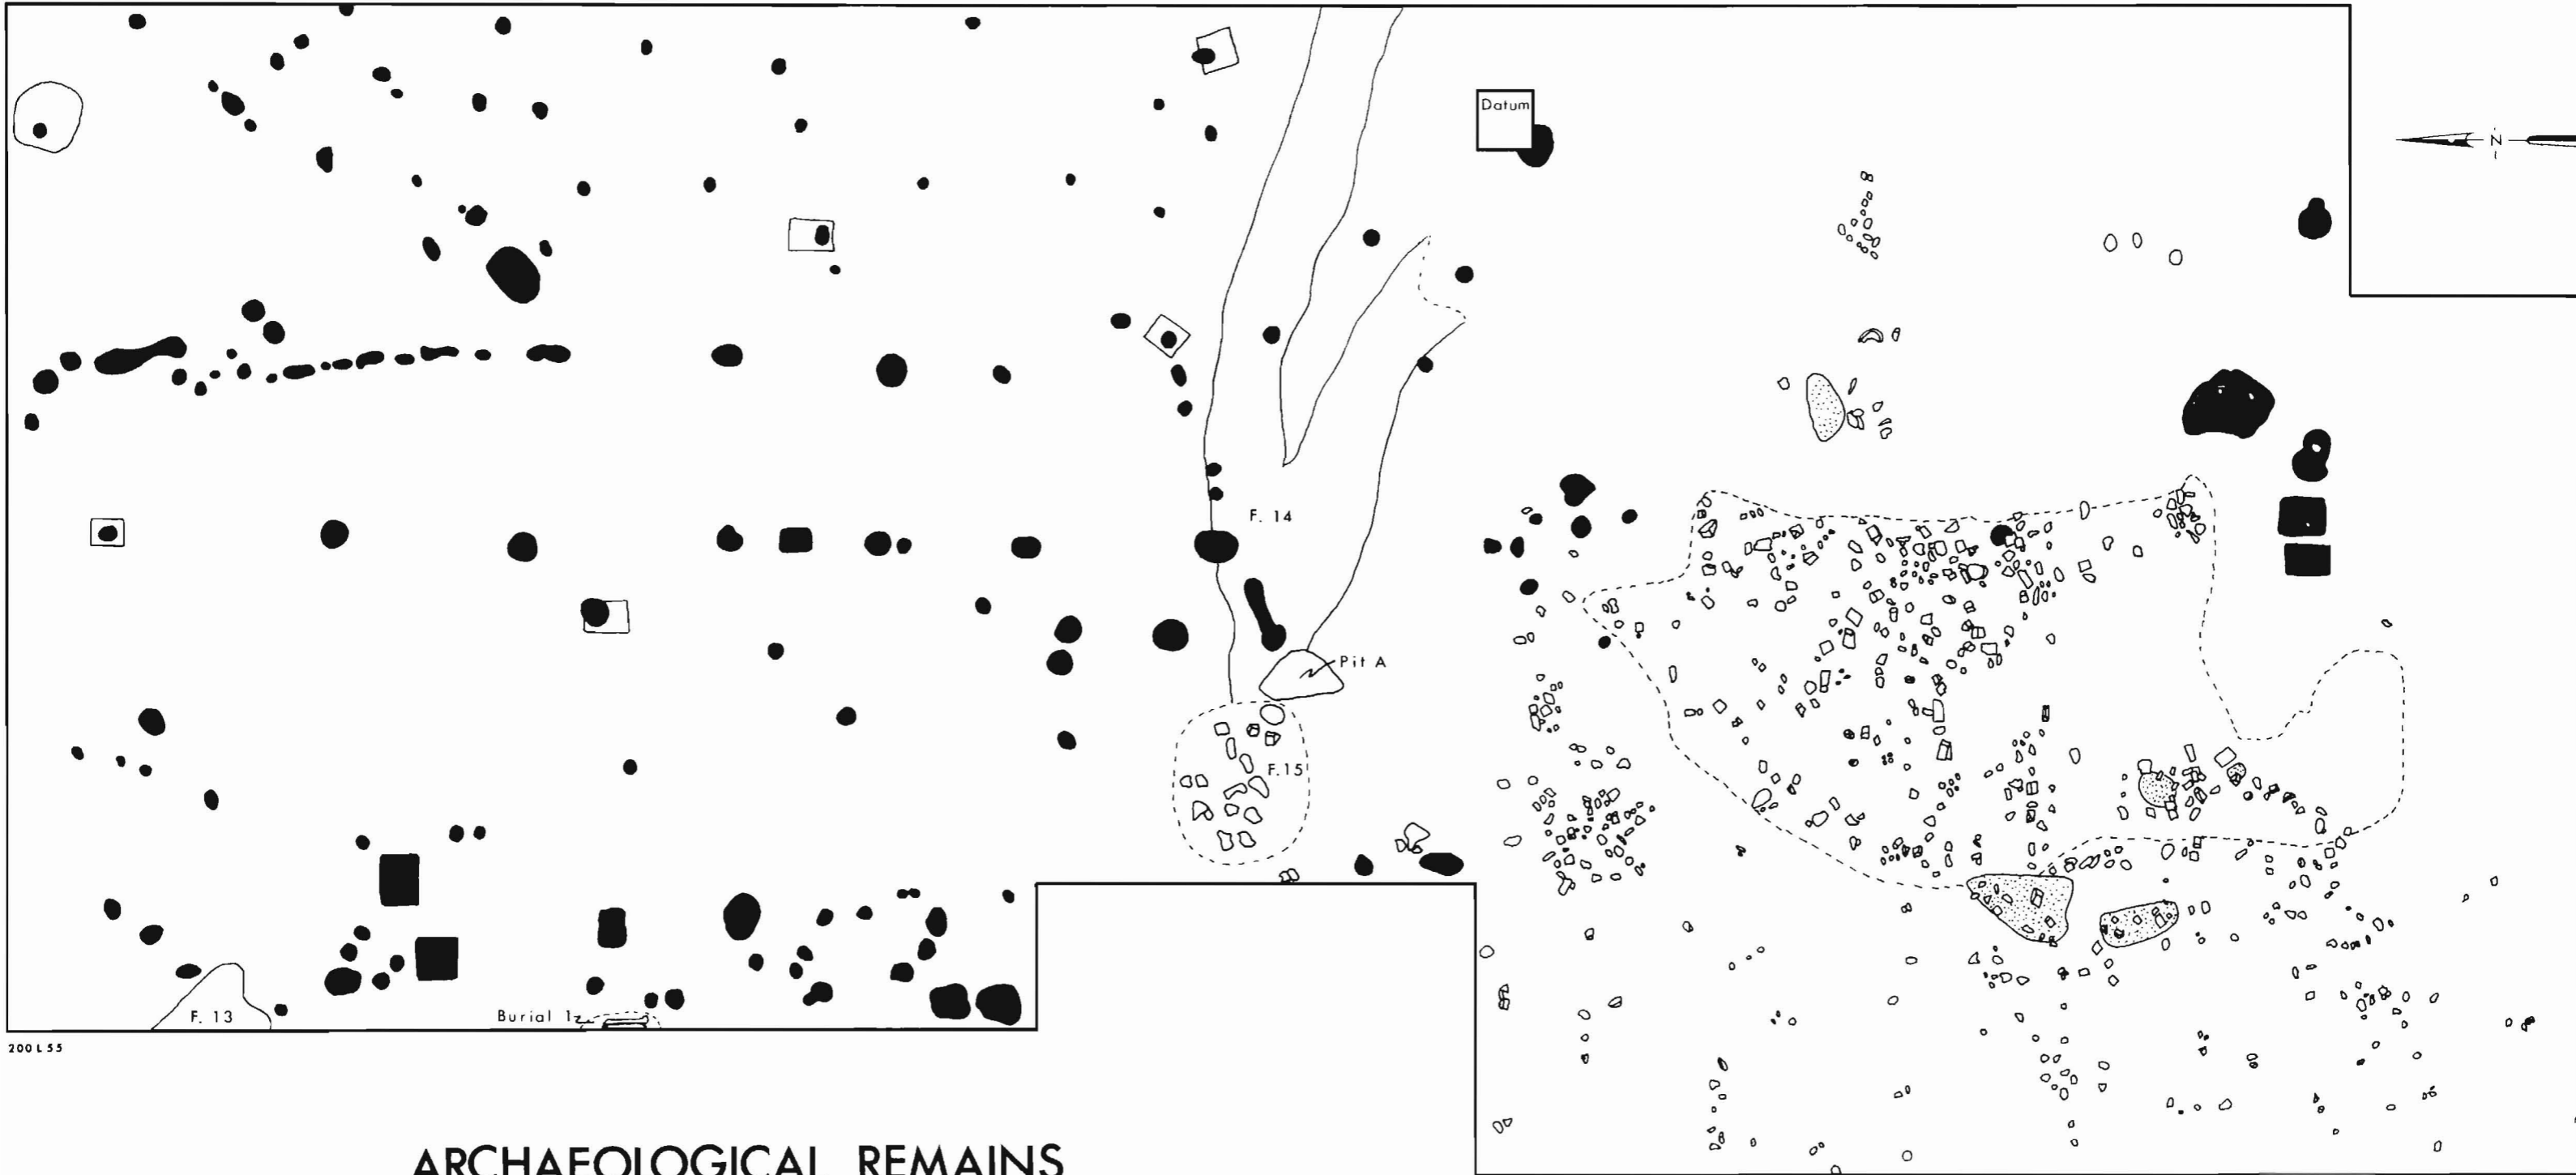 Datum
N
F. 14
Pit A
F. 15
F. 13
Burial 1
200 L 55
ARCHAEOLOGICAL REMAINS